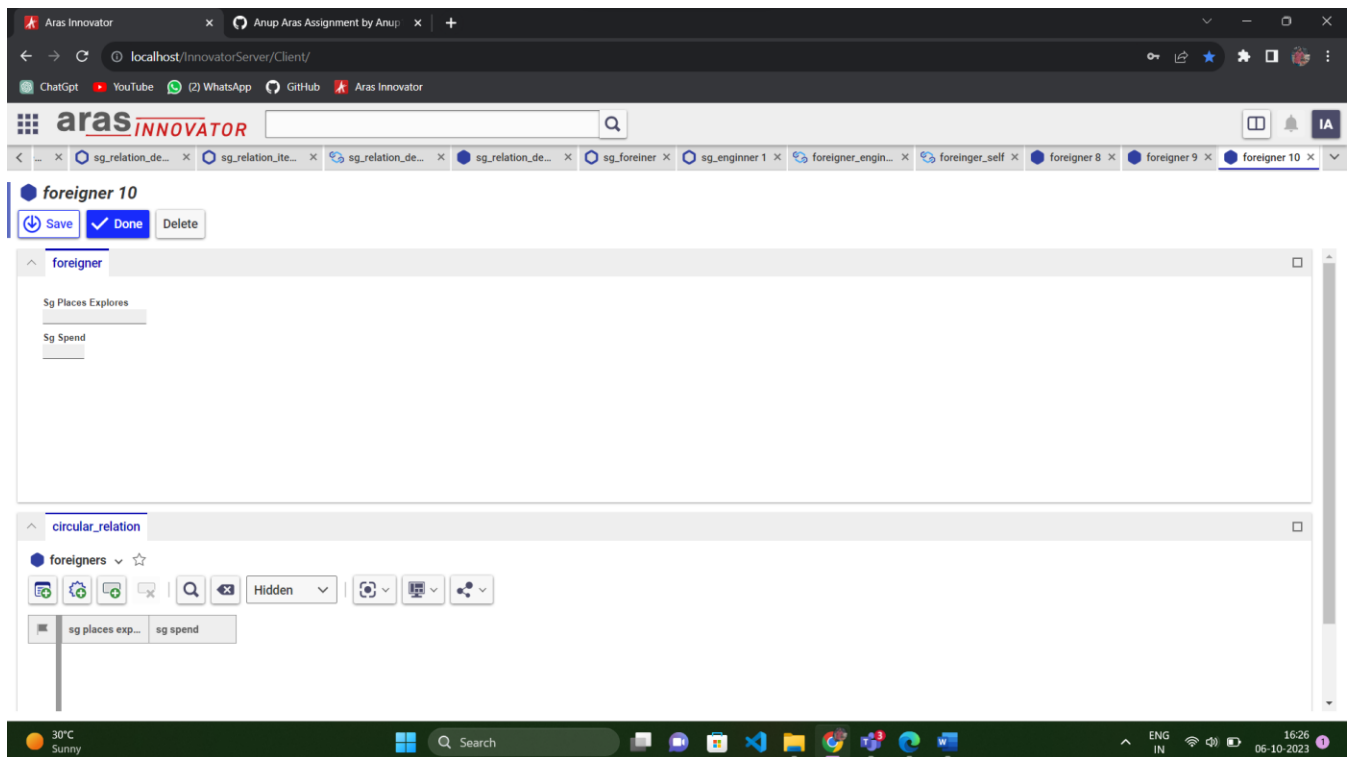 Aras Innovator
Anup Aras Assignment by Anup
localhost/InnovatorServer/Client/
ChatGpt YouTube (2) WhatsApp GitHub Aras Innovator
aras INNOVATOR
IA
... sg_relation_de... sg_relation_ite... sg_relation_de... sg_relation_de... sg_foreiner sg_enginner 1 foreigner_engin... foreinger_self foreigner 8 foreigner 9 foreigner 10
foreigner 10
Save Done Delete
foreigner
Sg Places Explores
Sg Spend
circular_relation
foreigners
Hidden
sg places exp... sg spend
30°C
Sunny
Search
3
ENG
IN
16:26
06-10-2023
1